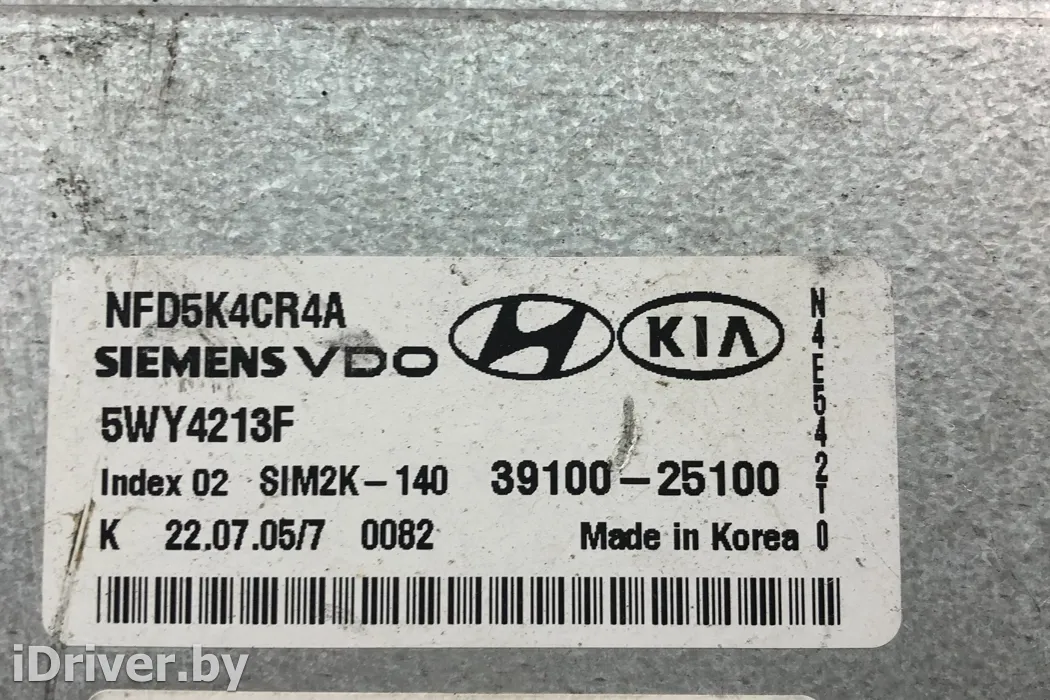 NFD5K4CR4A
SIEMENS VDO
KIA
5WY4213F
Index 02 SIM2K-140 39100-25100
K 22.07.05/7 0082 Made in Korea
N4E542T0
iDriver.by